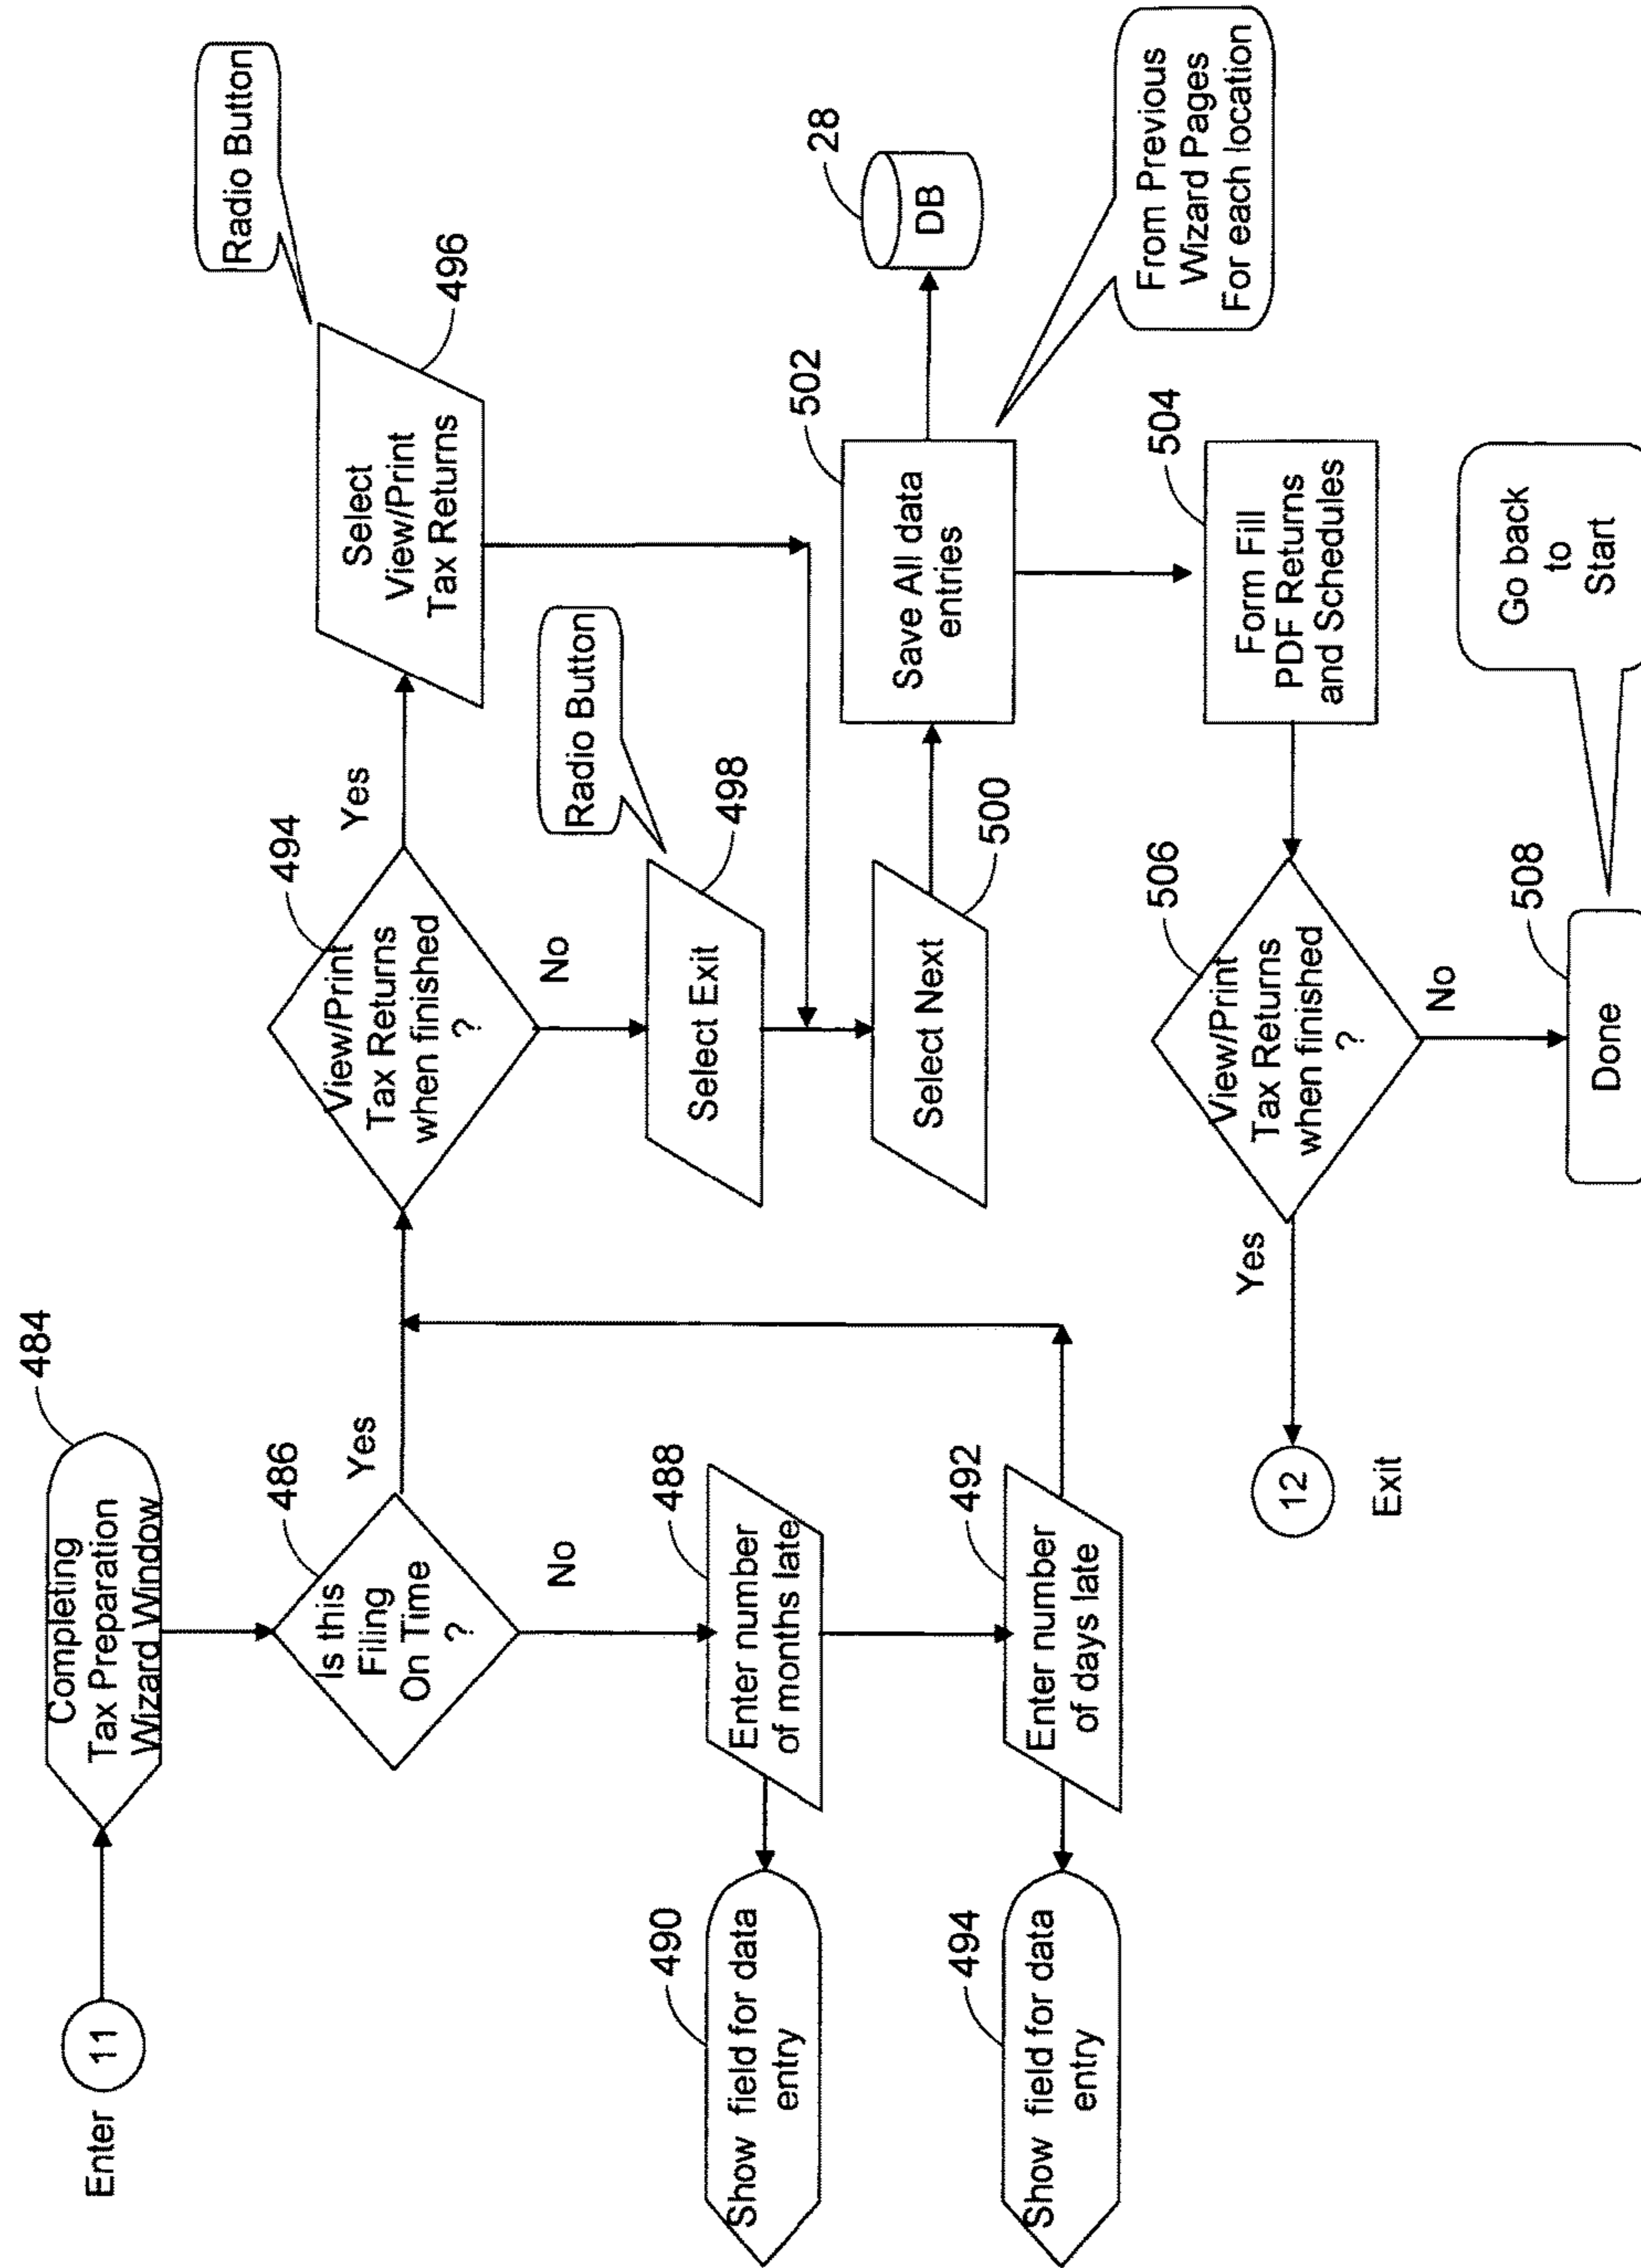 Enter
11
Completing
Tax Preparation
Wizard Window
484
Is this
Filing
On Time
?
486
Yes
No
Enter number
of months late
488
Show field for data
entry
490
Enter number
of days late
492
Show field for data
entry
494
View/Print
Tax Returns
when finished
?
494
Yes
No
Select
View/Print
Tax Returns
496
Radio Button
Select Exit
498
Radio Button
Select Next
500
Save All data
entries
502
DB
28
From Previous
Wizard Pages
For each location
Form Fill
PDF Returns
and Schedules
504
View/Print
Tax Returns
when finished
?
506
Yes
No
12
Exit
Done
508
Go back
to
Start